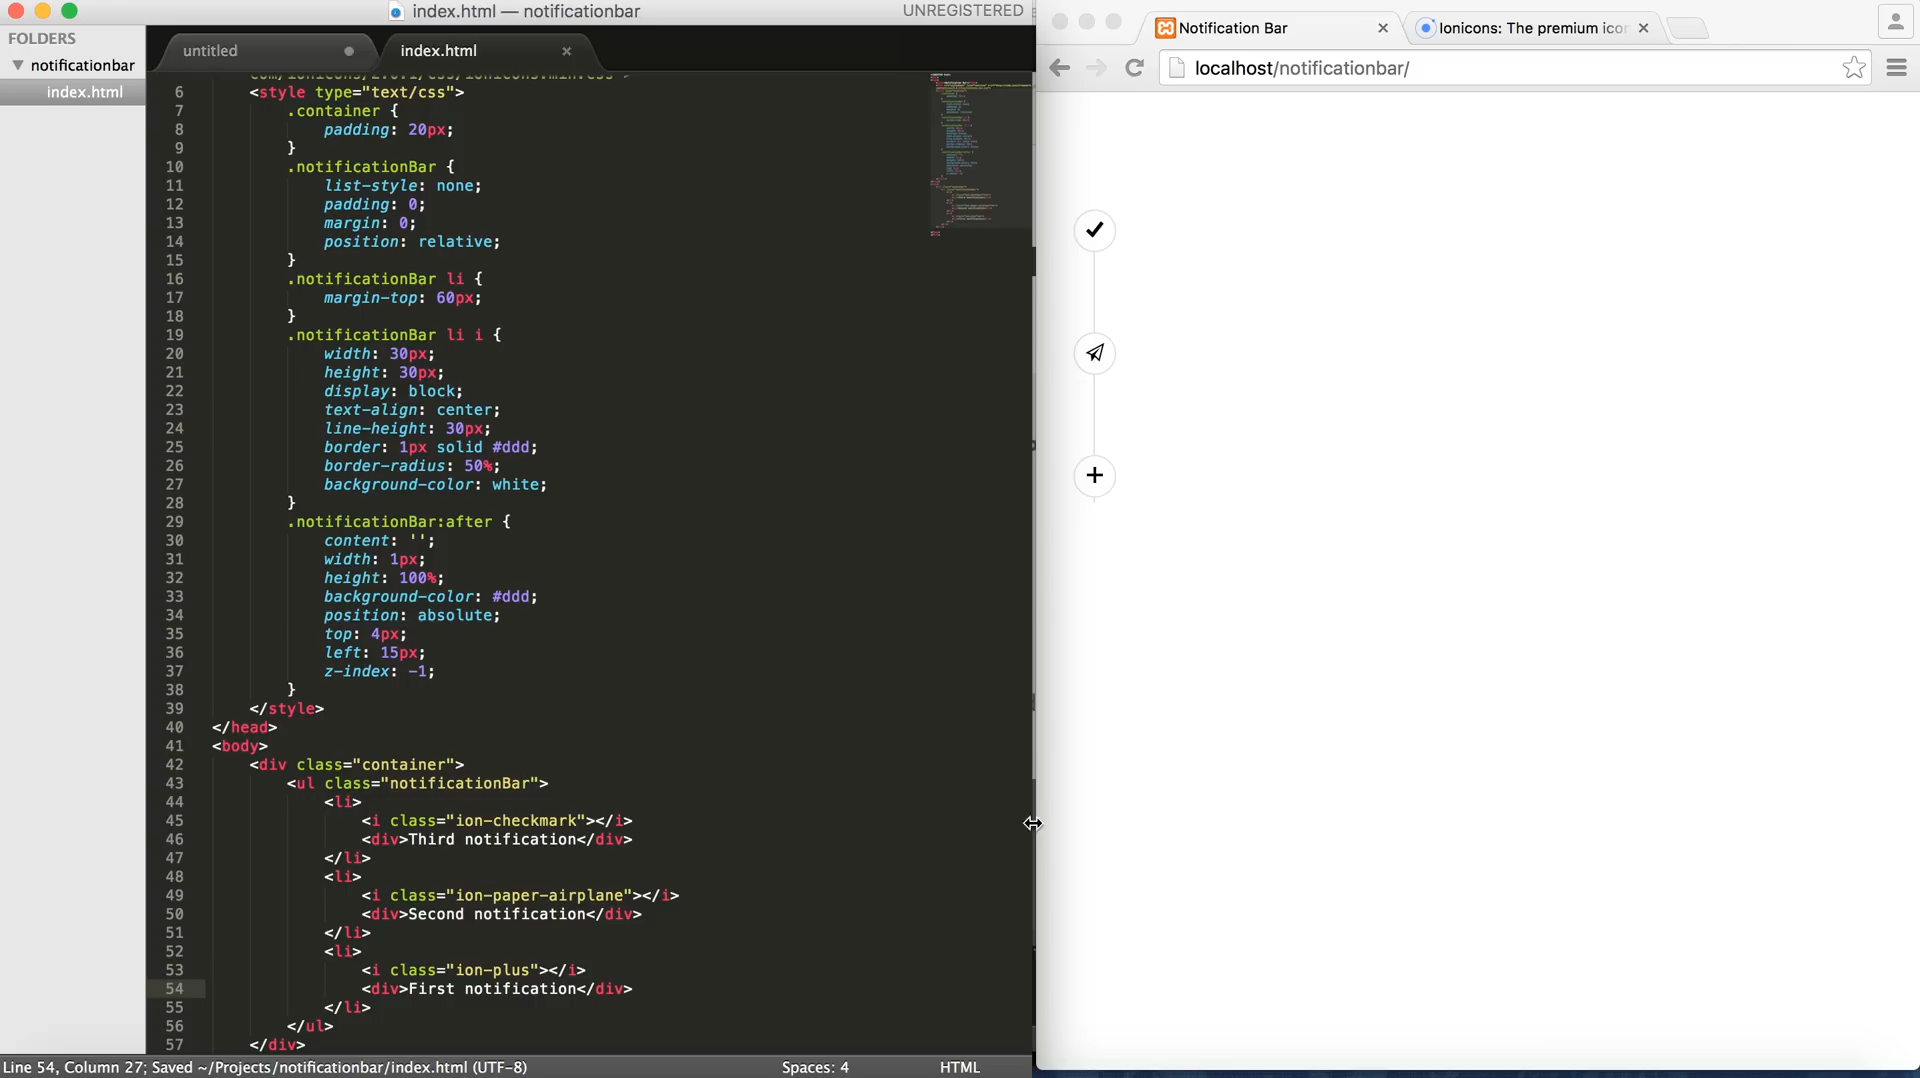 index.html — notificationbar
UNREGISTERED
FOLDERS
notificationbar
index.html
untitled
index.html
6 <style type="text/css">
7 .container {
8 padding: 20px;
9 }
10 .notificationBar {
11 list-style: none;
12 padding: 0;
13 margin: 0;
14 position: relative;
15 }
16 .notificationBar li {
17 margin-top: 60px;
18 }
19 .notificationBar li i {
20 width: 30px;
21 height: 30px;
22 display: block;
23 text-align: center;
24 line-height: 30px;
25 border: 1px solid #ddd;
26 border-radius: 50%;
27 background-color: white;
28 }
29 .notificationBar:after {
30 content: '';
31 width: 1px;
32 height: 100%;
33 background-color: #ddd;
34 position: absolute;
35 top: 4px;
36 left: 15px;
37 z-index: -1;
38 }
39 </style>
40 </head>
41 <body>
42 <div class="container">
43 <ul class="notificationBar">
44 <li>
45 <i class="ion-checkmark"></i>
46 <div>Third notification</div>
47 </li>
48 <li>
49 <i class="ion-paper-airplane"></i>
50 <div>Second notification</div>
51 </li>
52 <li>
53 <i class="ion-plus"></i>
54 <div>First notification</div>
55 </li>
56 </ul>
57 </div>
Line 54, Column 27; Saved ~/Projects/notificationbar/index.html (UTF-8)
Spaces: 4
HTML
Notification Bar
Ionicons: The premium icon
localhost/notificationbar/